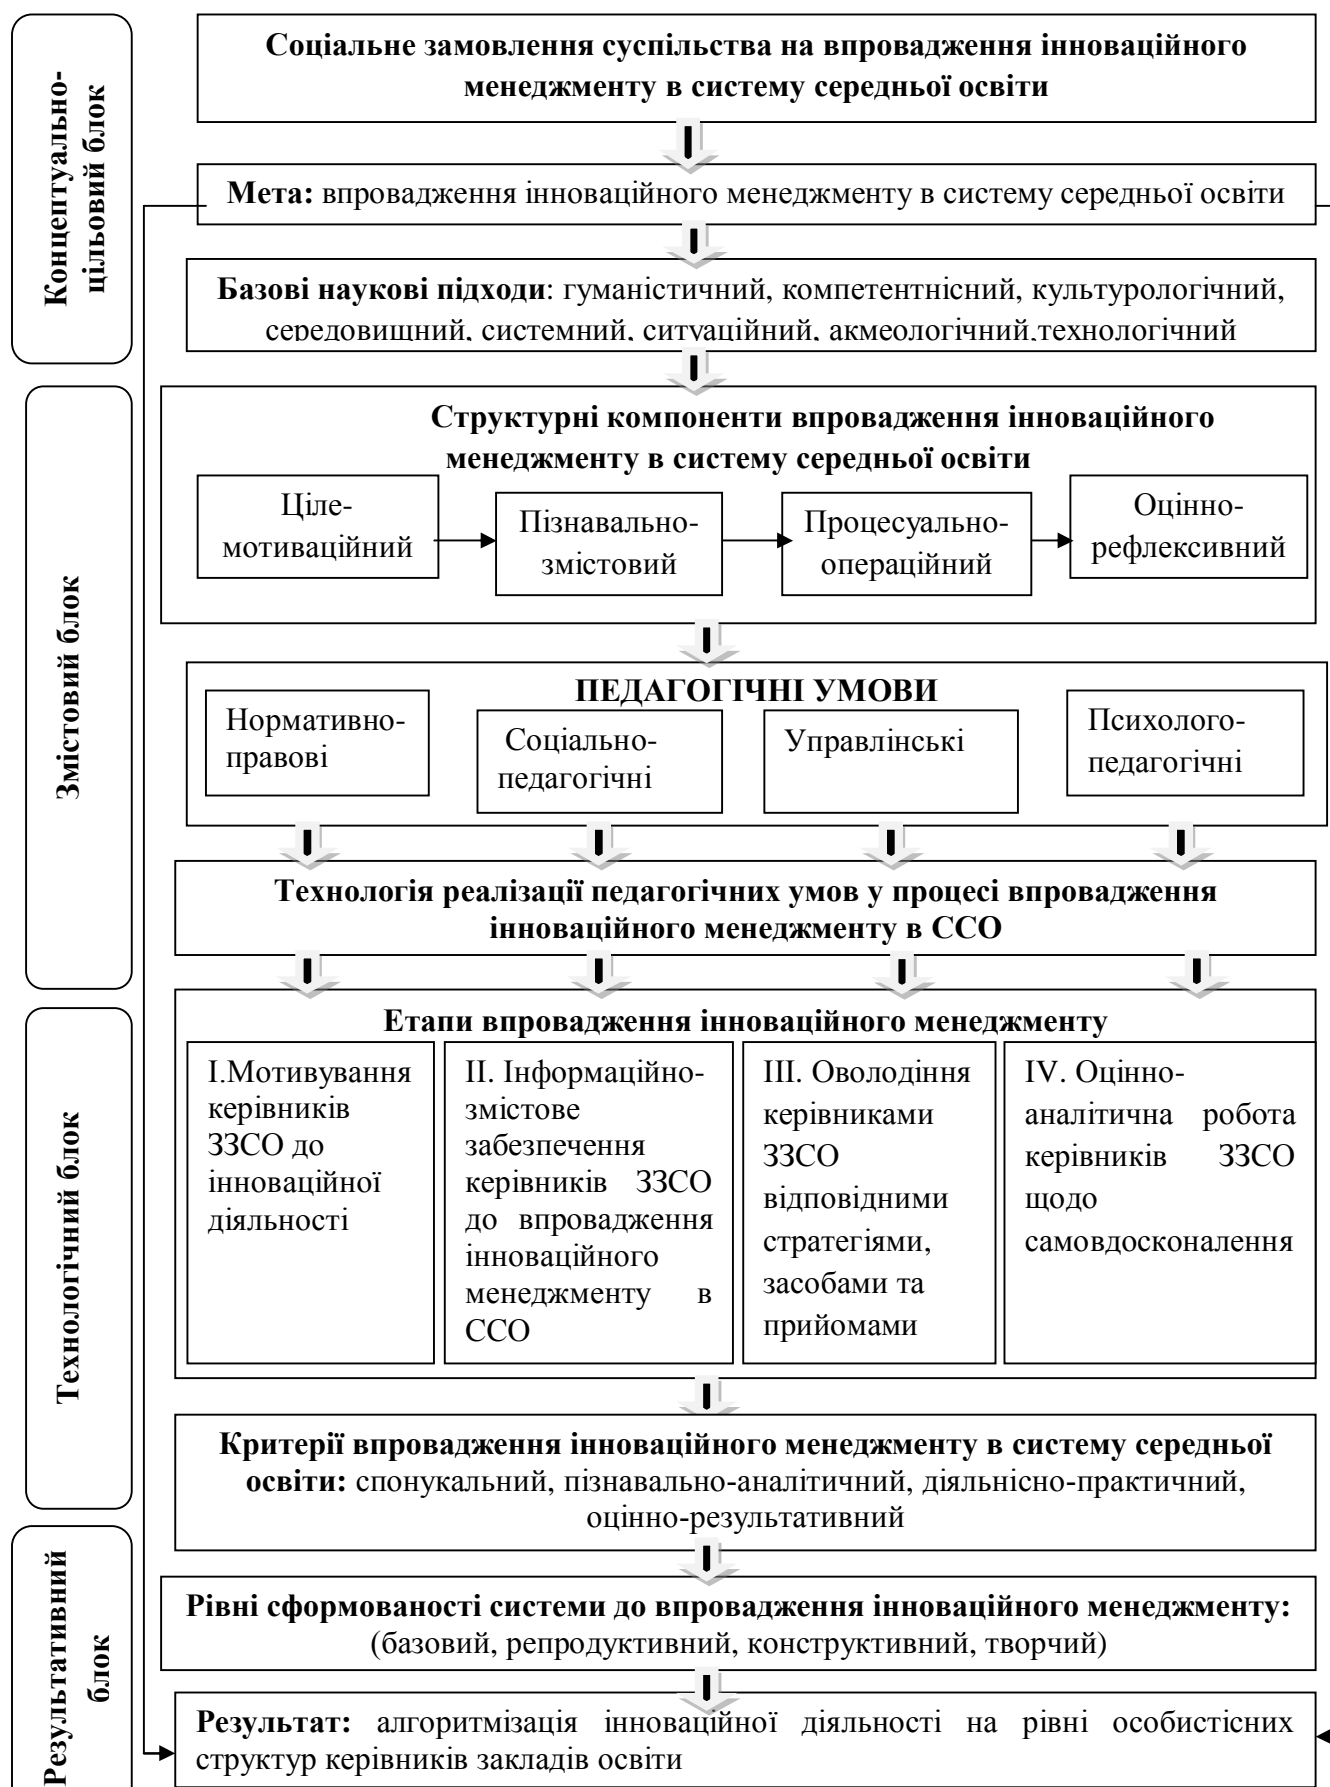 Концептуально-
цільовий блок
Соціальне замовлення суспільства на впровадження інноваційного
менеджменту в систему середньої освіти
Мета: впровадження інноваційного менеджменту в систему середньої освіти
Базові наукові підходи: гуманістичний, компетентнісний, культурологічний,
середовищний, системний, ситуаційний, акмеологічний,технологічний
Змістовий блок
Структурні компоненти впровадження інноваційного
менеджменту в систему середньої освіти
Ціле-
мотиваційний
Пізнавально-
змістовий
Процесуально-
операційний
Оцінно-
рефлексивний
ПЕДАГОГІЧНІ УМОВИ
Нормативно-
правові
Соціально-
педагогічні
Управлінські
Психолого-
педагогічні
Технологія реалізації педагогічних умов у процесі впровадження
інноваційного менеджменту в ССО
Технологічний блок
Етапи впровадження інноваційного менеджменту
І.Мотивування
керівників
ЗЗСО до
інноваційної
діяльності
ІІ. Інформаційно-
змістове
забезпечення
керівників ЗЗСО
до впровадження
інноваційного
менеджменту в
ССО
ІІІ. Оволодіння
керівниками
ЗЗСО
відповідними
стратегіями,
засобами та
прийомами
IV. Оцінно-
аналітична робота
керівників ЗЗСО
щодо
самовдосконалення
Критерії впровадження інноваційного менеджменту в систему середньої
освіти: спонукальний, пізнавально-аналітичний, діяльнісно-практичний,
оцінно-результативний
Результативний
блок
Рівні сформованості системи до впровадження інноваційного менеджменту:
(базовий, репродуктивний, конструктивний, творчий)
Результат: алгоритмізація інноваційної діяльності на рівні особистісних
структур керівників закладів освіти